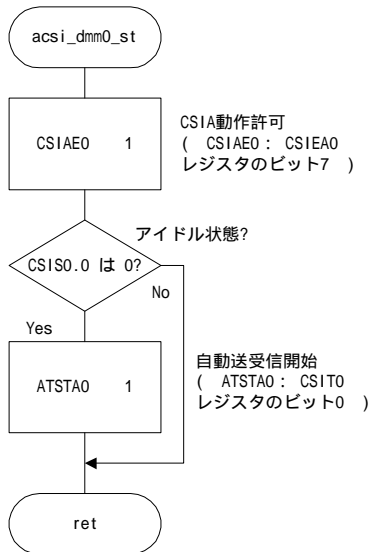 acsi_dmm0_st
CSIAE0 1
CSIA動作許可
( CSIAE0 : CSIEA0
レジスタのビット7 )
アイドル状態?
CSIS0.0 は 0?
No
Yes
ATSTA0 1
自動送受信開始
( ATSTA0 : CSIT0
レジスタのビット0 )
ret